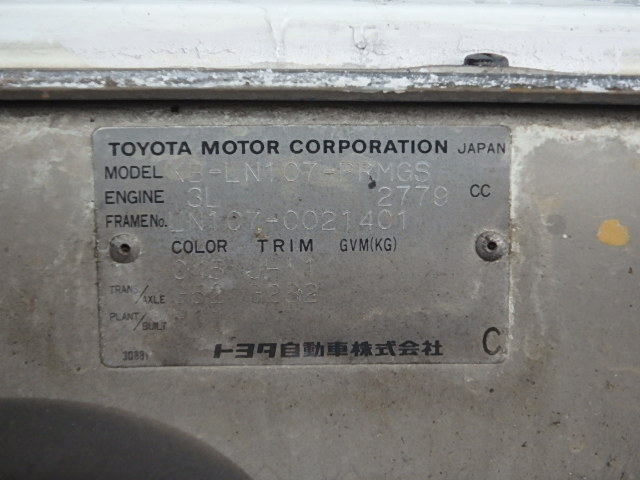 TOYOTA MOTOR CORPORATION JAPAN
MODEL LN107-
ENGINE 3L 2779 CC
FRAME No. LN107-0021401
COLOR TRIM GVM(KG)
TRANS/AXLE
PLANT/BUILT
トヨタ自動車株式会社 C